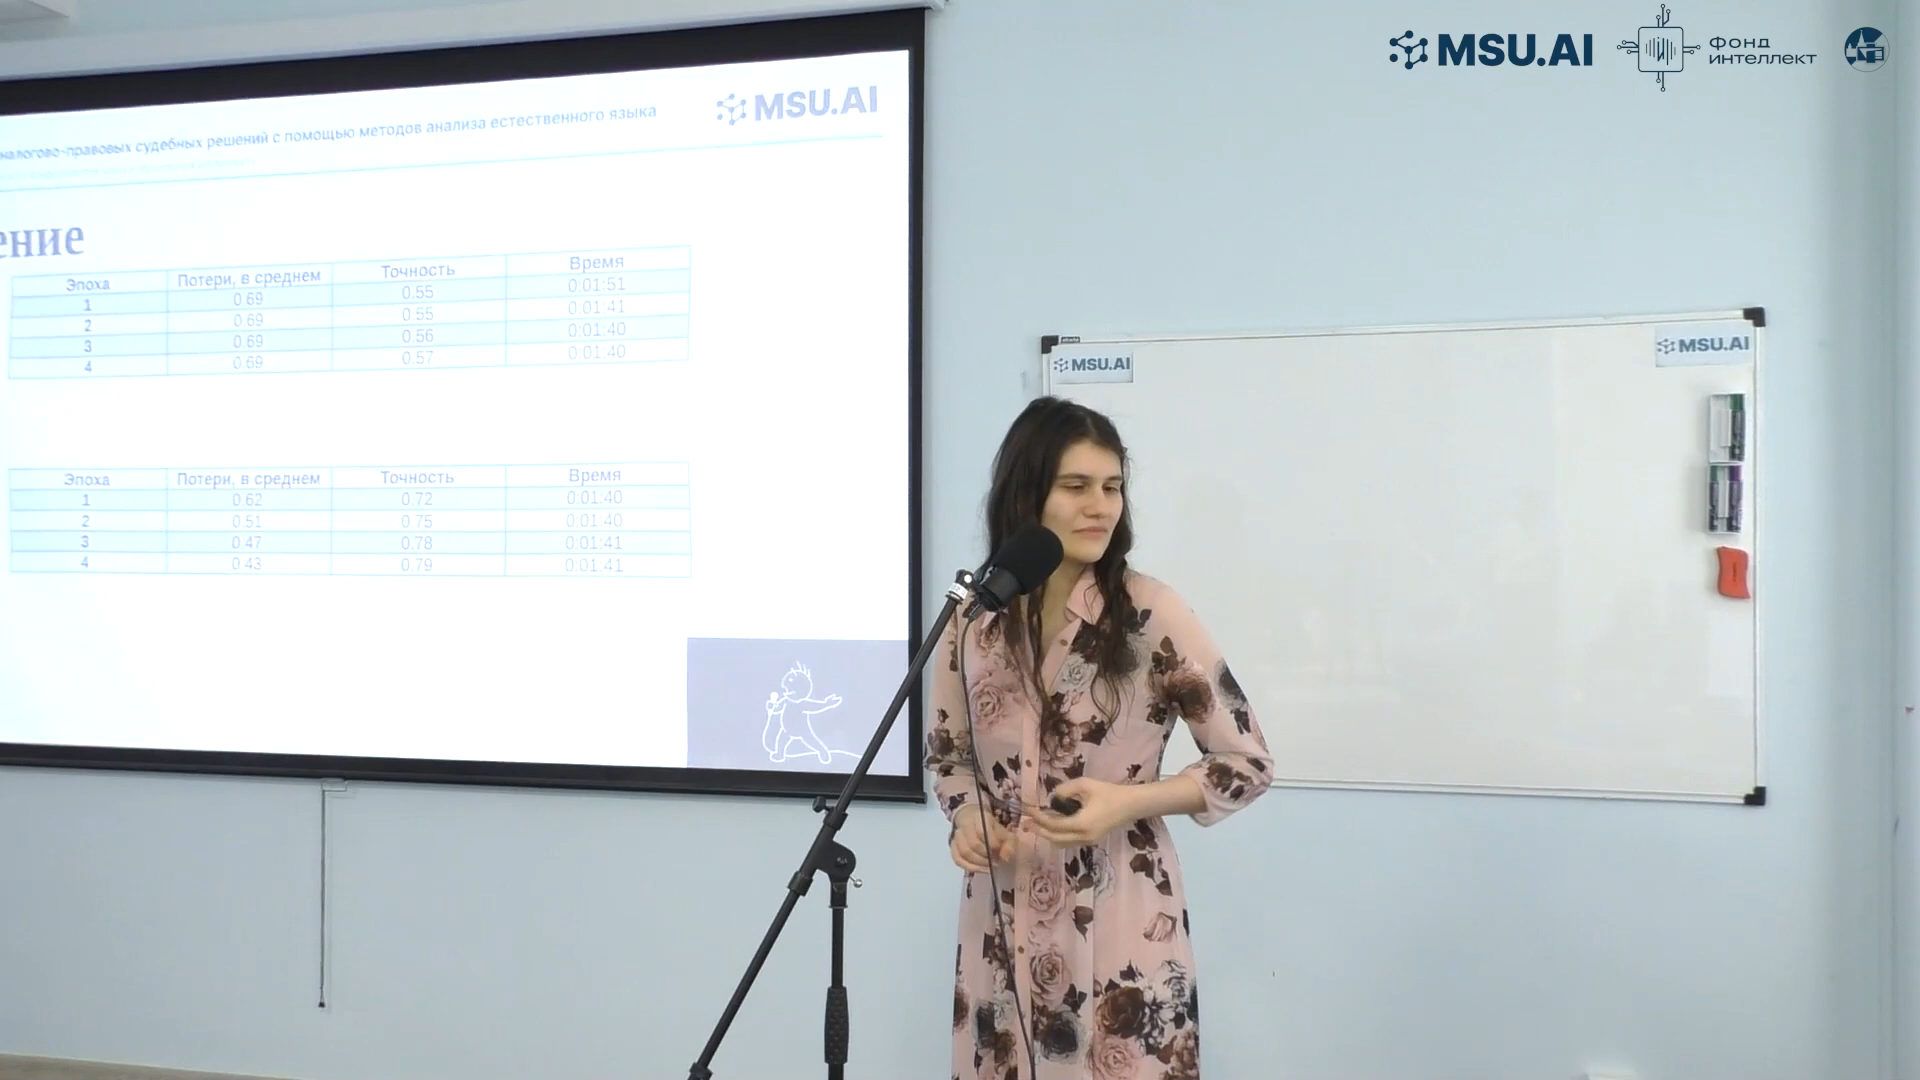 MSU.AI
Фонд
интеллект
MSU.AI
налогово-правовых судебных решений с помощью методов анализа естественного языка
ение
Эпоха Потери, в среднем Точность Время
1 0.69 0.55 0:01:51
2 0.69 0.55 0:01:41
3 0.69 0.56 0:01:40
4 0.69 0.57 0:01:40
Эпоха Потери, в среднем Точность Время
1 0.62 0.72 0:01:40
2 0.51 0.75 0:01:40
3 0.47 0.78 0:01:41
4 0.43 0.79 0:01:41
MSU.AI
MSU.AI